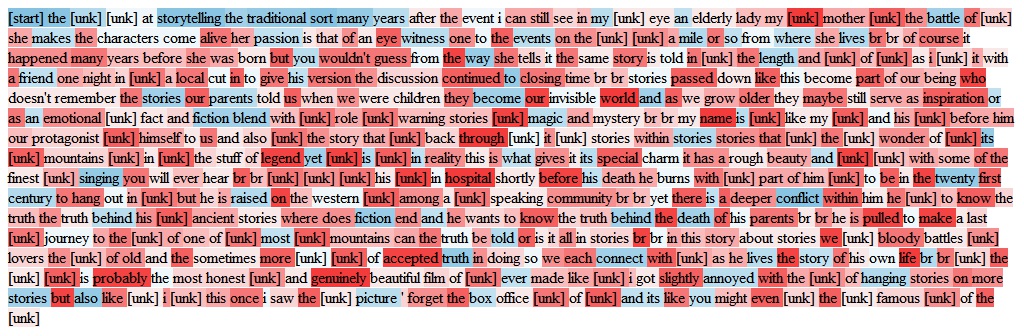 [start] the [unk] [unk] at storytelling the traditional sort many years after the event i can still see in my [unk] eye an elderly lady my [unk] mother [unk] the battle of [unk]
she makes the characters come alive her passion is that of an eye witness one to the events on the [unk] [unk] a mile or so from where she lives br br of course it
happened many years before she was born but you wouldn't guess from the way she tells it the same story is told in [unk] the length and [unk] of [unk] as i [unk] it with
a friend one night in [unk] a local cut in to give his version the discussion continued to closing time br br stories passed down like this become part of our being who
doesn't remember the stories our parents told us when we were children they become our invisible world and as we grow older they maybe still serve as inspiration or
as an emotional [unk] fact and fiction blend with [unk] role [unk] warning stories [unk] magic and mystery br br my name is [unk] like my [unk] and his [unk] before him
our protagonist [unk] himself to us and also [unk] the story that [unk] back through [unk] it [unk] stories within stories stories that [unk] the [unk] wonder of [unk] its
[unk] mountains [unk] in [unk] the stuff of legend yet [unk] is [unk] in reality this is what gives it its special charm it has a rough beauty and [unk] [unk] with some of the
finest [unk] singing you will ever hear br br [unk] [unk] [unk] his [unk] in hospital shortly before his death he burns with [unk] part of him [unk] to be in the twenty first
century to hang out in [unk] but he is raised on the western [unk] among a [unk] speaking community br br yet there is a deeper conflict within him he [unk] to know the
truth the truth behind his [unk] ancient stories where does fiction end and he wants to know the truth behind the death of his parents br br he is pulled to make a last
[unk] journey to the [unk] of one of [unk] most [unk] mountains can the truth be told or is it all in stories br br in this story about stories we [unk] bloody battles [unk]
lovers the [unk] of old and the sometimes more [unk] [unk] of accepted truth in doing so we each connect with [unk] as he lives the story of his own life br br [unk] the
[unk] [unk] is probably the most honest [unk] and genuinely beautiful film of [unk] ever made like [unk] i got slightly annoyed with the [unk] of hanging stories on more
stories but also like [unk] i [unk] this once i saw the [unk] picture ' forget the box office [unk] of [unk] and its like you might even [unk] the [unk] famous [unk] of the
[unk]